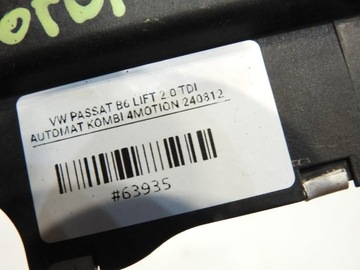 VW PASSAT B6 LIFT 2.0 TDI
AUTOMAT KOMBI 4MOTION 240812
#63935